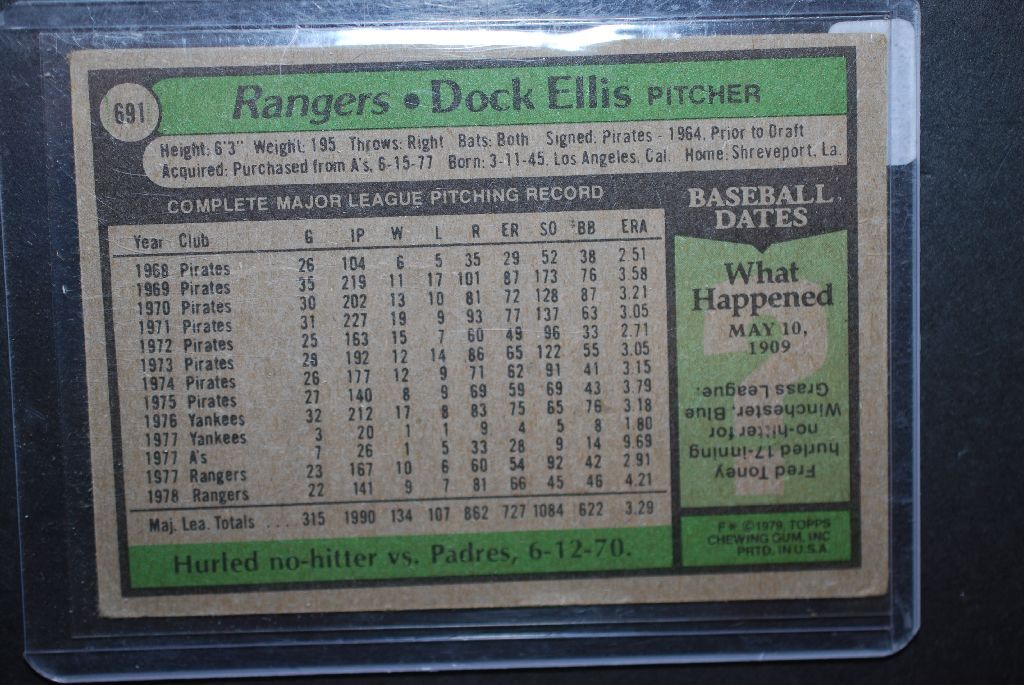 691
Rangers • Dock Ellis PITCHER
Height: 6'3" Weight: 195 Throws: Right Bats: Both Signed: Pirates - 1964, Prior to Draft
Acquired: Purchased from A's, 6-15-77 Born: 3-11-45, Los Angeles, Cal. Home: Shreveport, La.
COMPLETE MAJOR LEAGUE PITCHING RECORD
Year Club G IP W L R ER SO *BB ERA
1968 Pirates 26 104 6 5 35 29 52 38 2.51
1969 Pirates 35 219 11 17 101 87 173 76 3.58
1970 Pirates 30 202 13 10 81 72 128 87 3.21
1971 Pirates 31 227 19 9 93 77 137 63 3.05
1972 Pirates 25 163 15 7 60 49 96 33 2.71
1973 Pirates 28 192 12 14 86 65 122 55 3.05
1974 Pirates 26 177 12 9 71 62 91 41 3.15
1975 Pirates 27 140 8 9 69 59 69 43 3.79
1976 Yankees 32 212 17 8 83 75 65 76 3.18
1977 Yankees 3 20 1 1 9 4 5 8 1.80
1977 A's 7 26 1 5 33 28 9 14 9.69
1977 Rangers 23 167 10 6 60 54 92 42 2.91
1978 Rangers 22 141 9 7 81 66 45 46 4.21
Maj. Lea. Totals ... 315 1990 134 107 862 727 1084 622 3.29
Hurled no-hitter vs. Padres, 6-12-70.
BASEBALL
DATES
What
Happened
MAY 10,
1909
Fred Toney
hurled 17-inning
no-hitter for
Winchester, Blue
Grass League.
F✻ ©1979, TOPPS
CHEWING GUM, INC
PRTD. IN U.S.A.